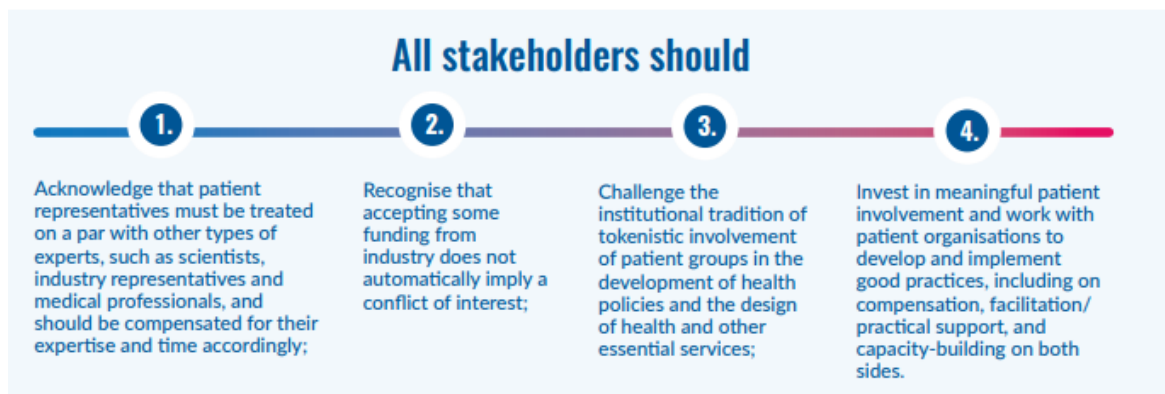 All stakeholders should
1.
Acknowledge that patient
representatives must be treated
on a par with other types of
experts, such as scientists,
industry representatives and
medical professionals, and
should be compensated for their
expertise and time accordingly;
2.
Recognise that
accepting some
funding from
industry does not
automatically imply a
conflict of interest;
3.
Challenge the
institutional tradition of
tokenistic involvement
of patient groups in the
development of health
policies and the design
of health and other
essential services;
4.
Invest in meaningful patient
involvement and work with
patient organisations to
develop and implement
good practices, including on
compensation, facilitation/
practical support, and
capacity-building on both
sides.